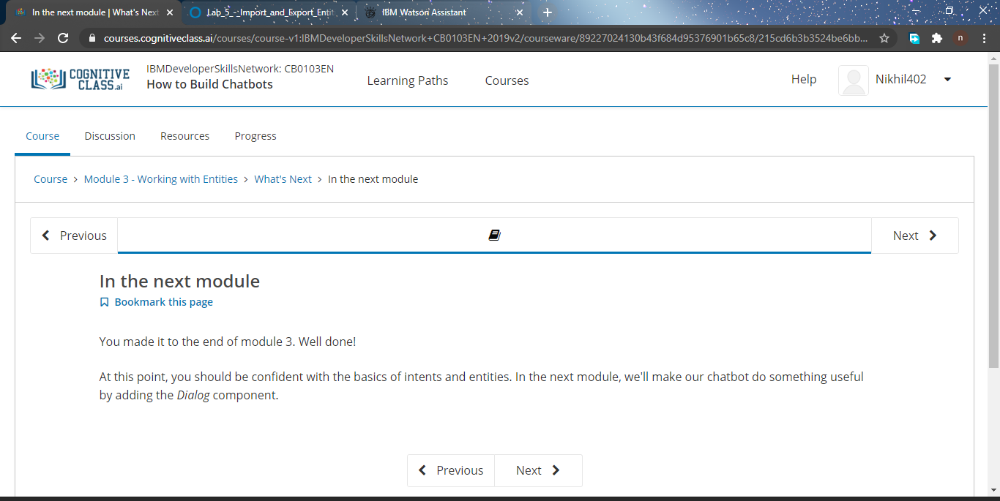 In the next module | What's Next
Lab_5_-_Import_and_Export_Entit
IBM Watson Assistant
courses.cognitiveclass.ai/courses/course-v1:IBMDeveloperSkillsNetwork+CB0103EN+2019v2/courseware/89227024130b43f684d95376901b65c8/215cd6b3b3524be6bb...
n
COGNITIVE
CLASS.ai
IBMDeveloperSkillsNetwork: CB0103EN
How to Build Chatbots
Learning Paths
Courses
Help
Nikhil402
Course
Discussion
Resources
Progress
Course > Module 3 - Working with Entities > What's Next > In the next module
Previous
Next
In the next module
Bookmark this page
You made it to the end of module 3. Well done!
At this point, you should be confident with the basics of intents and entities. In the next module, we'll make our chatbot do something useful
by adding the Dialog component.
Previous
Next